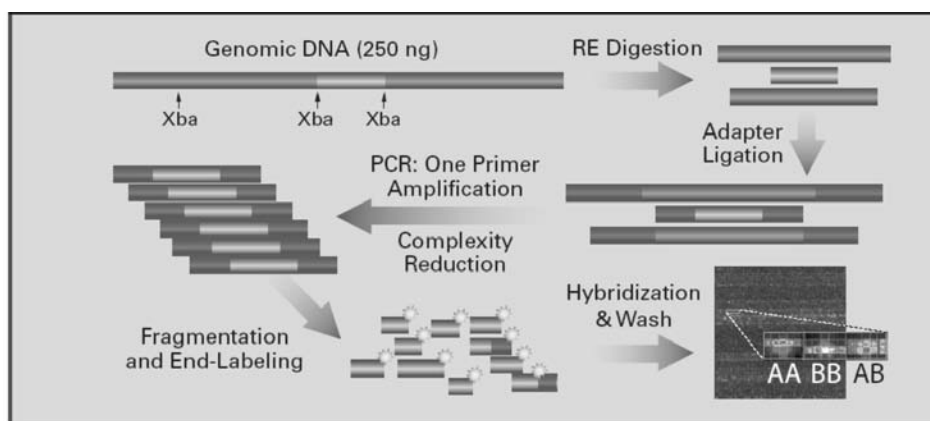 Genomic DNA (250 ng)
RE Digestion
Xba
Xba
Xba
Adapter
Ligation
PCR: One Primer
Amplification
Complexity
Reduction
Hybridization
& Wash
Fragmentation
and End-Labeling
AA BB AB